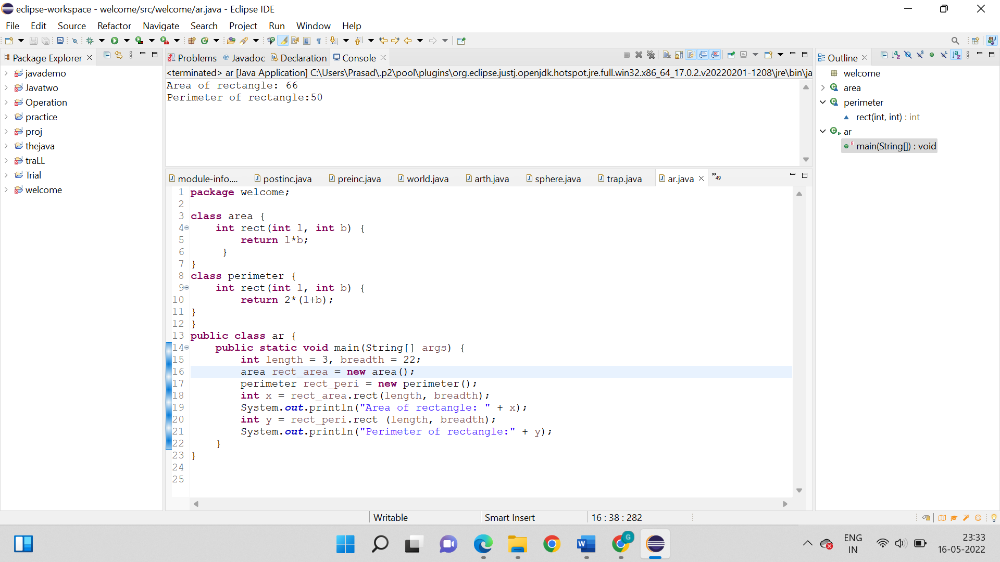 eclipse-workspace - welcome/src/welcome/ar.java - Eclipse IDE
File Edit Source Refactor Navigate Search Project Run Window Help
Package Explorer
javademo
Javatwo
Operation
practice
proj
thejava
traLL
Trial
welcome
Problems @ Javadoc Declaration Console
<terminated> ar [Java Application] C:\Users\Prasad\.p2\pool\plugins\org.eclipse.justj.openjdk.hotspot.jre.full.win32.x86_64_17.0.2.v20220201-1208\jre\bin\ja
Area of rectangle: 66
Perimeter of rectangle:50
module-info.... postinc.java preinc.java world.java arth.java sphere.java trap.java ar.java »49
1 package welcome;
2
3 class area {
4 int rect(int l, int b) {
5 return l*b;
6 }
7 }
8 class perimeter {
9 int rect(int l, int b) {
10 return 2*(l+b);
11 }
12 }
13 public class ar {
14 public static void main(String[] args) {
15 int length = 3, breadth = 22;
16 area rect_area = new area();
17 perimeter rect_peri = new perimeter();
18 int x = rect_area.rect(length, breadth);
19 System.out.println("Area of rectangle: " + x);
20 int y = rect_peri.rect (length, breadth);
21 System.out.println("Perimeter of rectangle:" + y);
22 }
23 }
24
25
Outline
welcome
area
perimeter
rect(int, int) : int
ar
main(String[]) : void
Writable Smart Insert 16 : 38 : 282
ENG
IN
23:33
16-05-2022